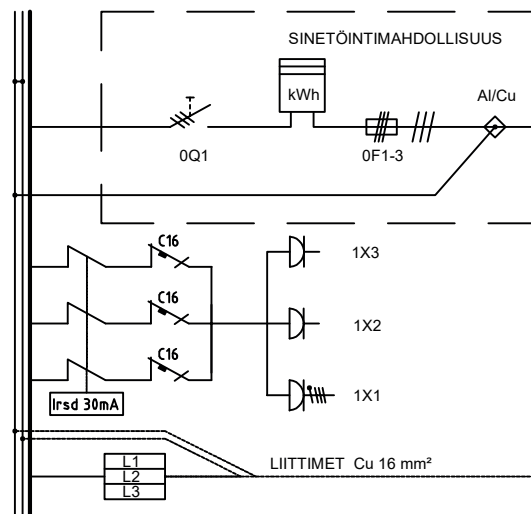 SINETÖINTIMAHDOLLISUUS
kWh
Al/Cu
0Q1
0F1-3
C16
1X3
C16
1X2
C16
1X1
Irsd 30mA
LIITTIMET Cu 16 mm²
L1
L2
L3